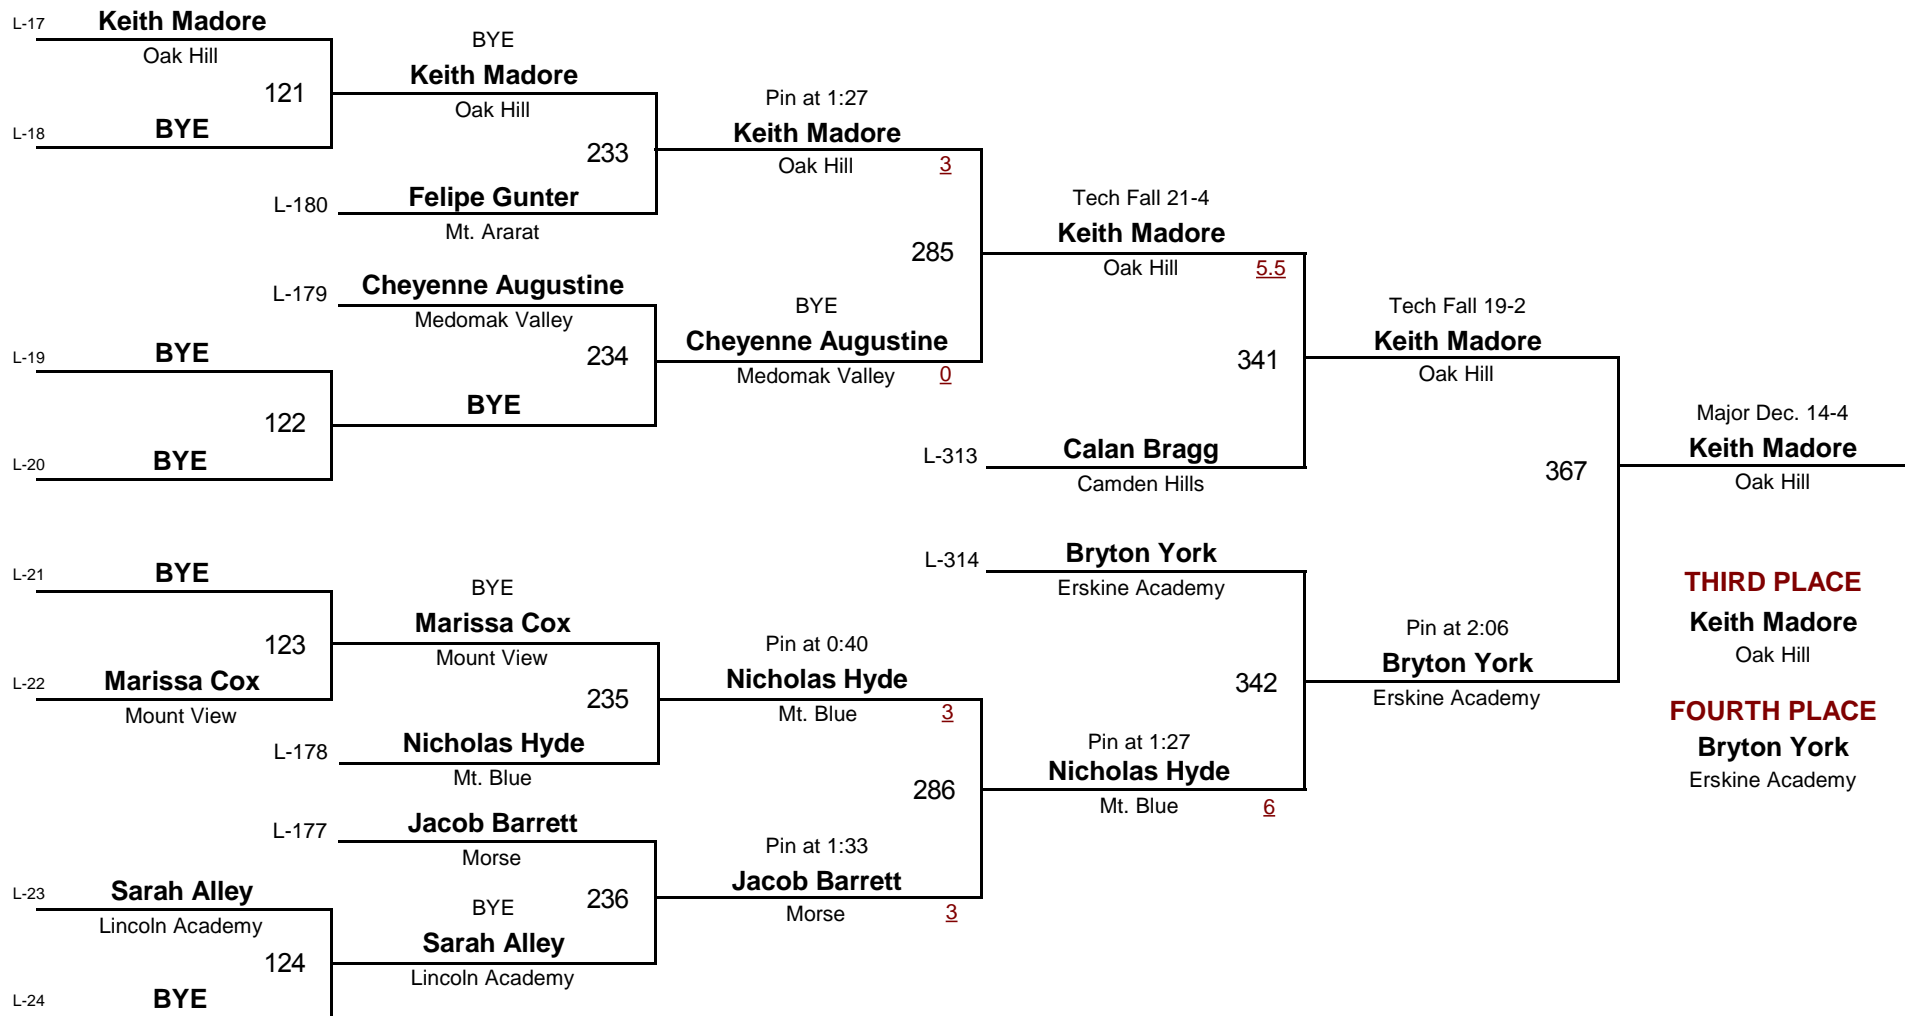 L-17
Keith Madore
Oak Hill
121
L-18
BYE
BYE
Keith Madore
Oak Hill
233
L-180
Felipe Gunter
Mt. Ararat
Pin at 1:27
Keith Madore
Oak Hill
3
285
L-179
Cheyenne Augustine
Medomak Valley
234
L-19
BYE
122
BYE
L-20
BYE
BYE
Cheyenne Augustine
Medomak Valley
0
Tech Fall 21-4
Keith Madore
Oak Hill
5.5
341
L-313
Calan Bragg
Camden Hills
Tech Fall 19-2
Keith Madore
Oak Hill
367
Major Dec. 14-4
Keith Madore
Oak Hill
L-21
BYE
123
L-22
Marissa Cox
Mount View
BYE
Marissa Cox
Mount View
235
L-178
Nicholas Hyde
Mt. Blue
Pin at 0:40
Nicholas Hyde
Mt. Blue
3
286
L-177
Jacob Barrett
Morse
236
L-23
Sarah Alley
Lincoln Academy
124
L-24
BYE
BYE
Sarah Alley
Lincoln Academy
Pin at 1:33
Jacob Barrett
Morse
3
L-314
Bryton York
Erskine Academy
342
Pin at 1:27
Nicholas Hyde
Mt. Blue
6
Pin at 2:06
Bryton York
Erskine Academy
THIRD PLACE
Keith Madore
Oak Hill
FOURTH PLACE
Bryton York
Erskine Academy